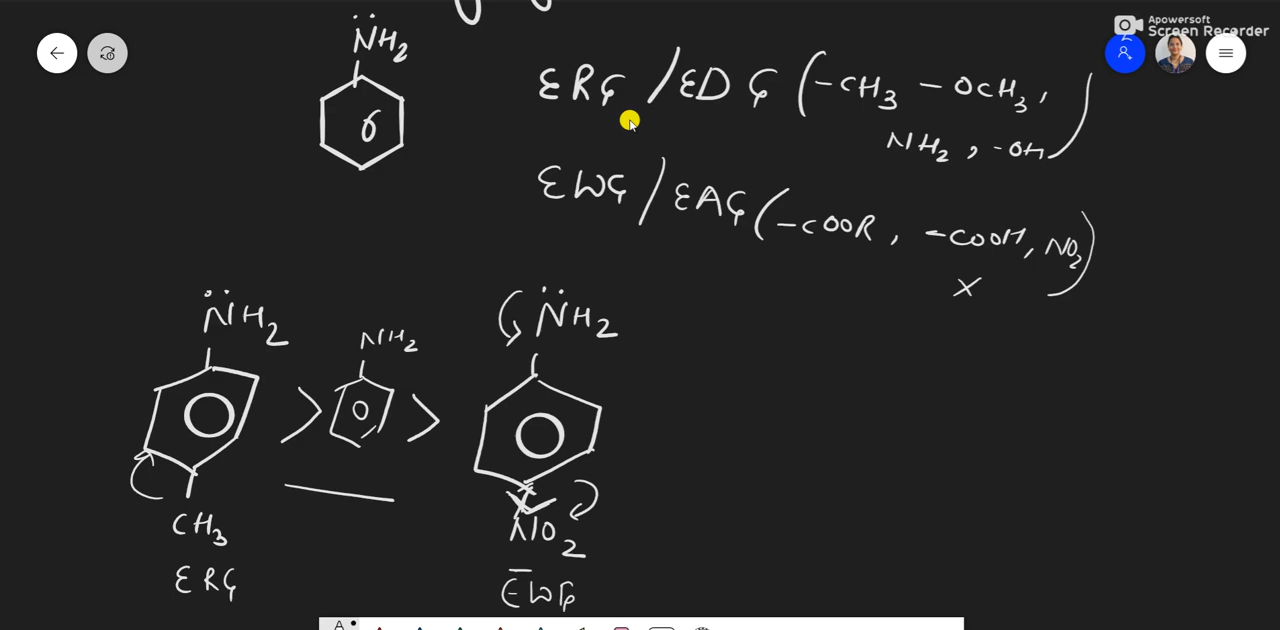 Apowersoft
Screen Recorder
NH2
ERG / EDG (-CH3 - OCH3,
NH2, -OH)
EWG / EAG (-COOR, -COOH, NO2)
X
NH2 > NH2 > NH2
CH3
NO2
ERG
EWG
A